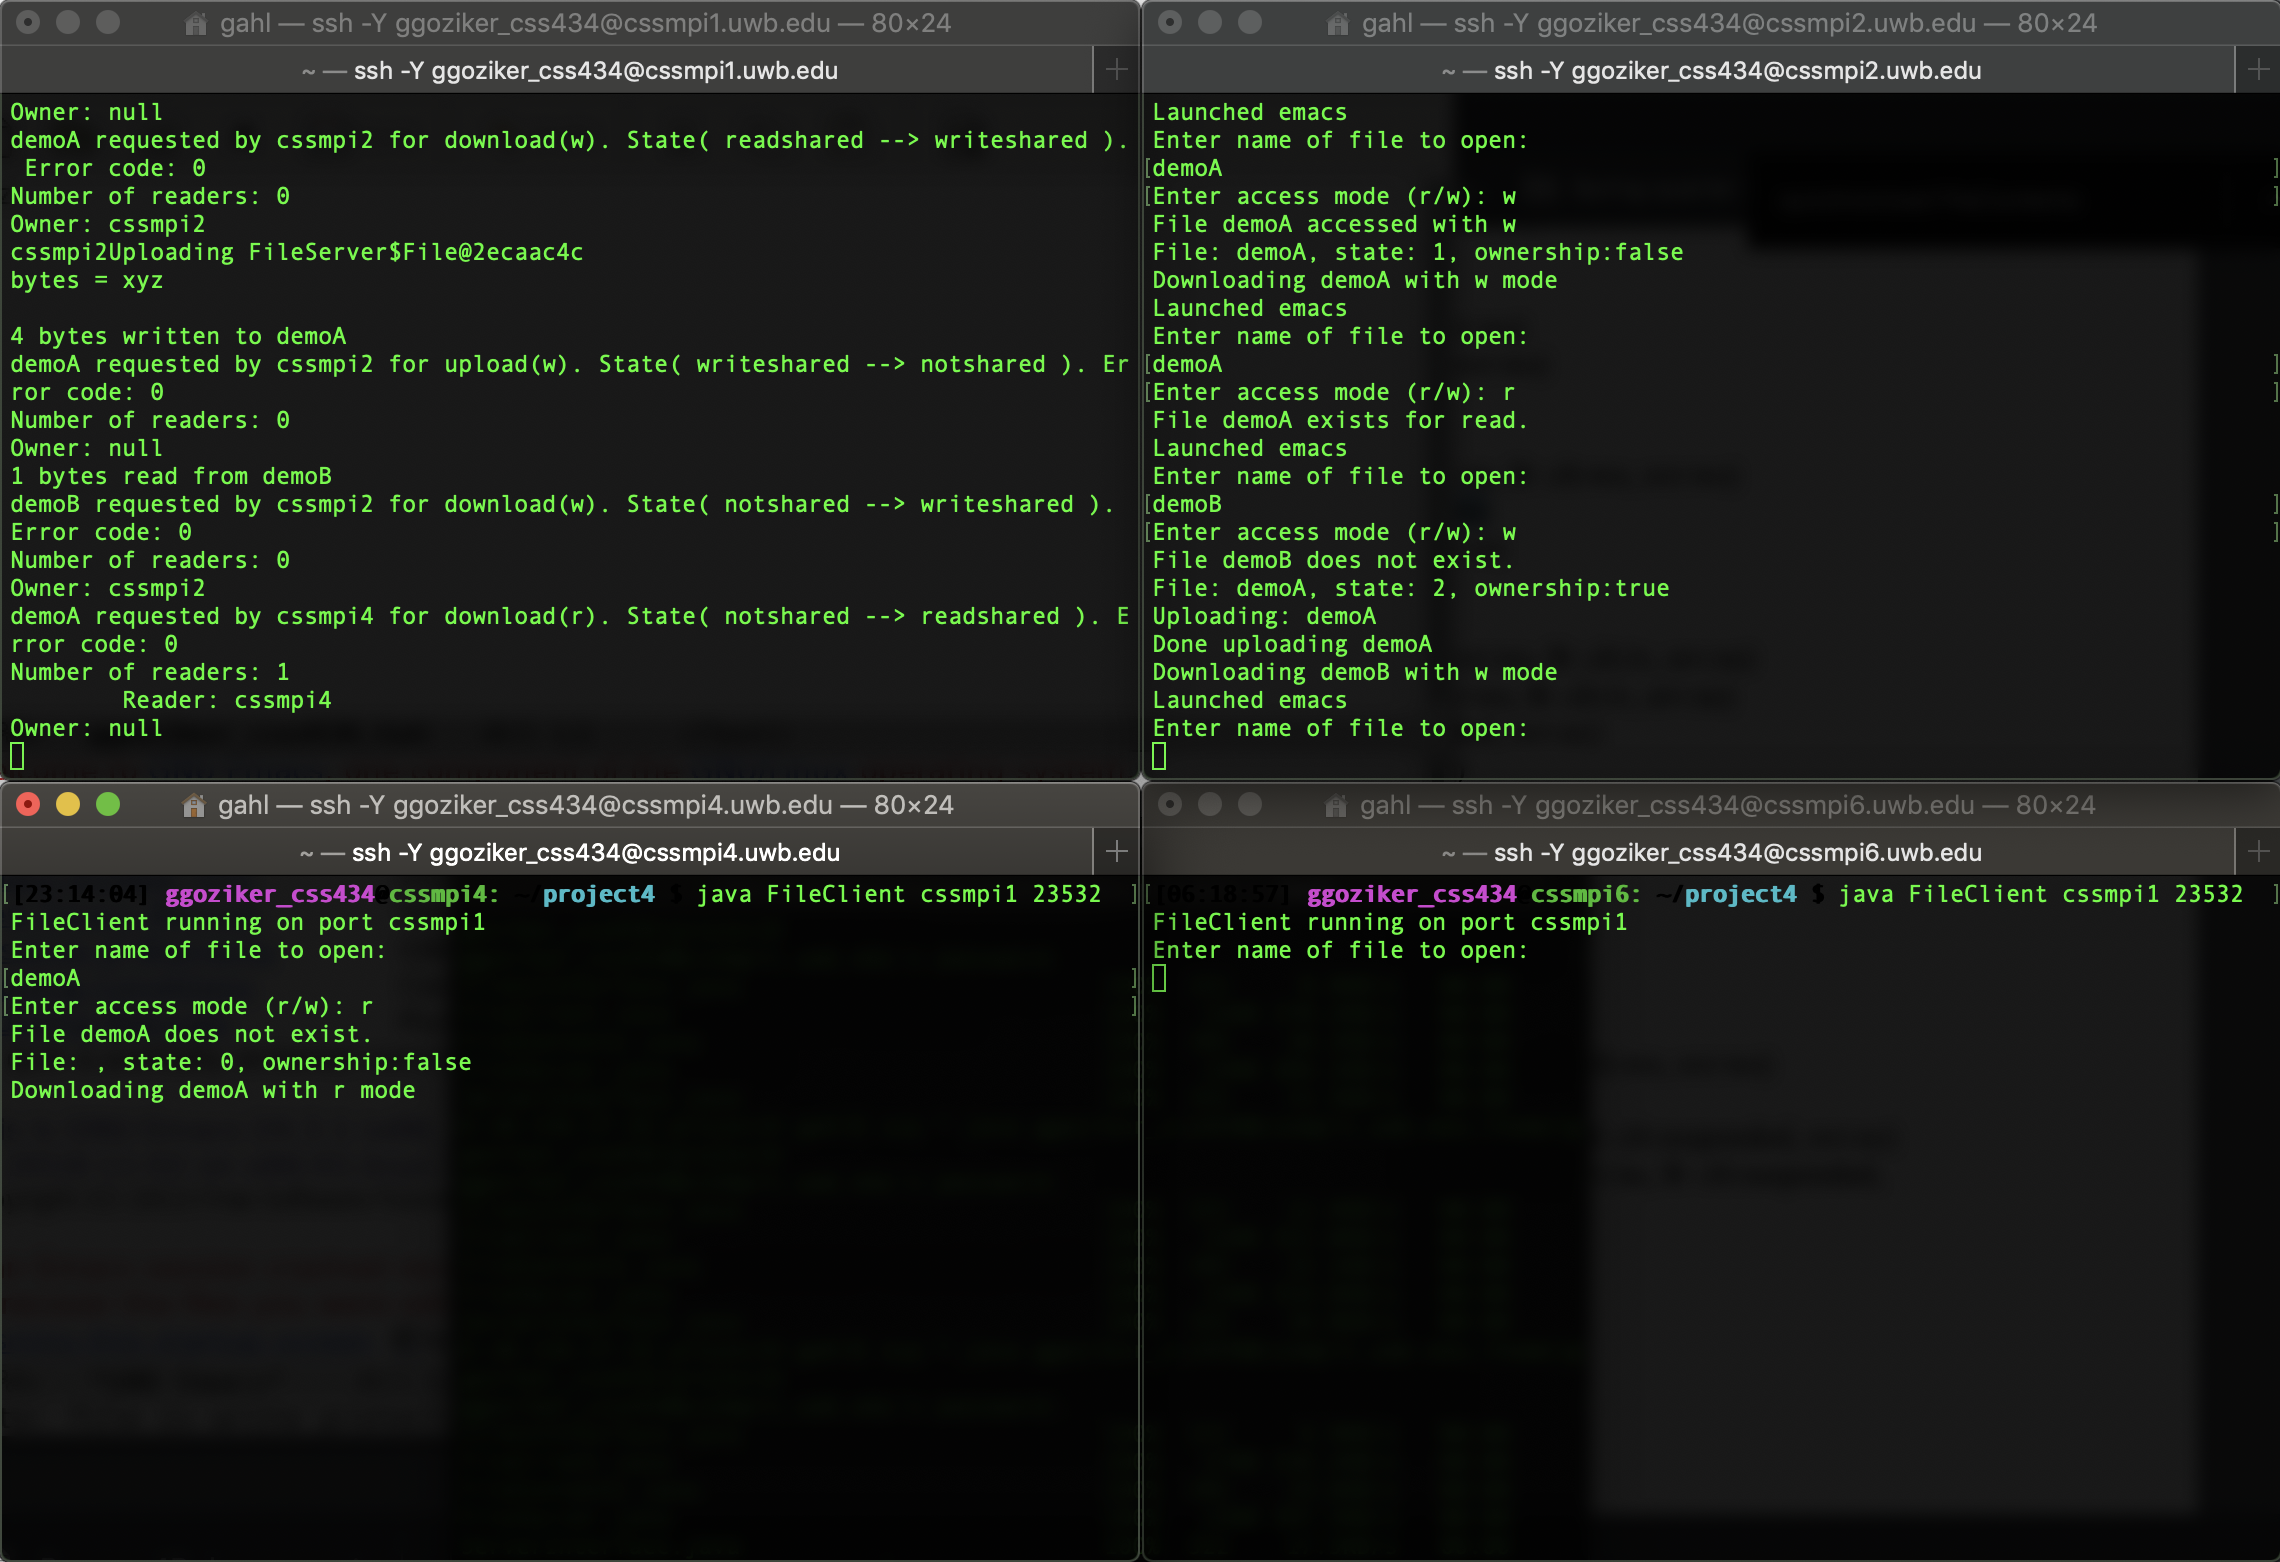 gahl — ssh -Y ggoziker_css434@cssmpi1.uwb.edu — 80×24
~ — ssh -Y ggoziker_css434@cssmpi1.uwb.edu
Owner: null
demoA requested by cssmpi2 for download(w). State( readshared --> writeshared ).
 Error code: 0
Number of readers: 0
Owner: cssmpi2
cssmpi2Uploading FileServer$File@2ecaac4c
bytes = xyz

4 bytes written to demoA
demoA requested by cssmpi2 for upload(w). State( writeshared --> notshared ). Er
ror code: 0
Number of readers: 0
Owner: null
1 bytes read from demoB
demoB requested by cssmpi2 for download(w). State( notshared --> writeshared ).
Error code: 0
Number of readers: 0
Owner: cssmpi2
demoA requested by cssmpi4 for download(r). State( notshared --> readshared ). E
rror code: 0
Number of readers: 1
        Reader: cssmpi4
Owner: null
gahl — ssh -Y ggoziker_css434@cssmpi2.uwb.edu — 80×24
~ — ssh -Y ggoziker_css434@cssmpi2.uwb.edu
Launched emacs
Enter name of file to open:
[demoA ]
[Enter access mode (r/w): w ]
File demoA accessed with w
File: demoA, state: 1, ownership:false
Downloading demoA with w mode
Launched emacs
Enter name of file to open:
[demoA ]
[Enter access mode (r/w): r ]
File demoA exists for read.
Launched emacs
Enter name of file to open:
[demoB ]
[Enter access mode (r/w): w ]
File demoB does not exist.
File: demoA, state: 2, ownership:true
Uploading: demoA
Done uploading demoA
Downloading demoB with w mode
Launched emacs
Enter name of file to open:
gahl — ssh -Y ggoziker_css434@cssmpi4.uwb.edu — 80×24
~ — ssh -Y ggoziker_css434@cssmpi4.uwb.edu
[[23:14:04] ggoziker_css434@cssmpi4: ~/project4 $ java FileClient cssmpi1 23532 ]
FileClient running on port cssmpi1
Enter name of file to open:
[demoA ]
[Enter access mode (r/w): r ]
File demoA does not exist.
File: , state: 0, ownership:false
Downloading demoA with r mode
gahl — ssh -Y ggoziker_css434@cssmpi6.uwb.edu — 80×24
~ — ssh -Y ggoziker_css434@cssmpi6.uwb.edu
[[06:18:57] ggoziker_css434 cssmpi6: ~/project4 $ java FileClient cssmpi1 23532 ]
FileClient running on port cssmpi1
Enter name of file to open: